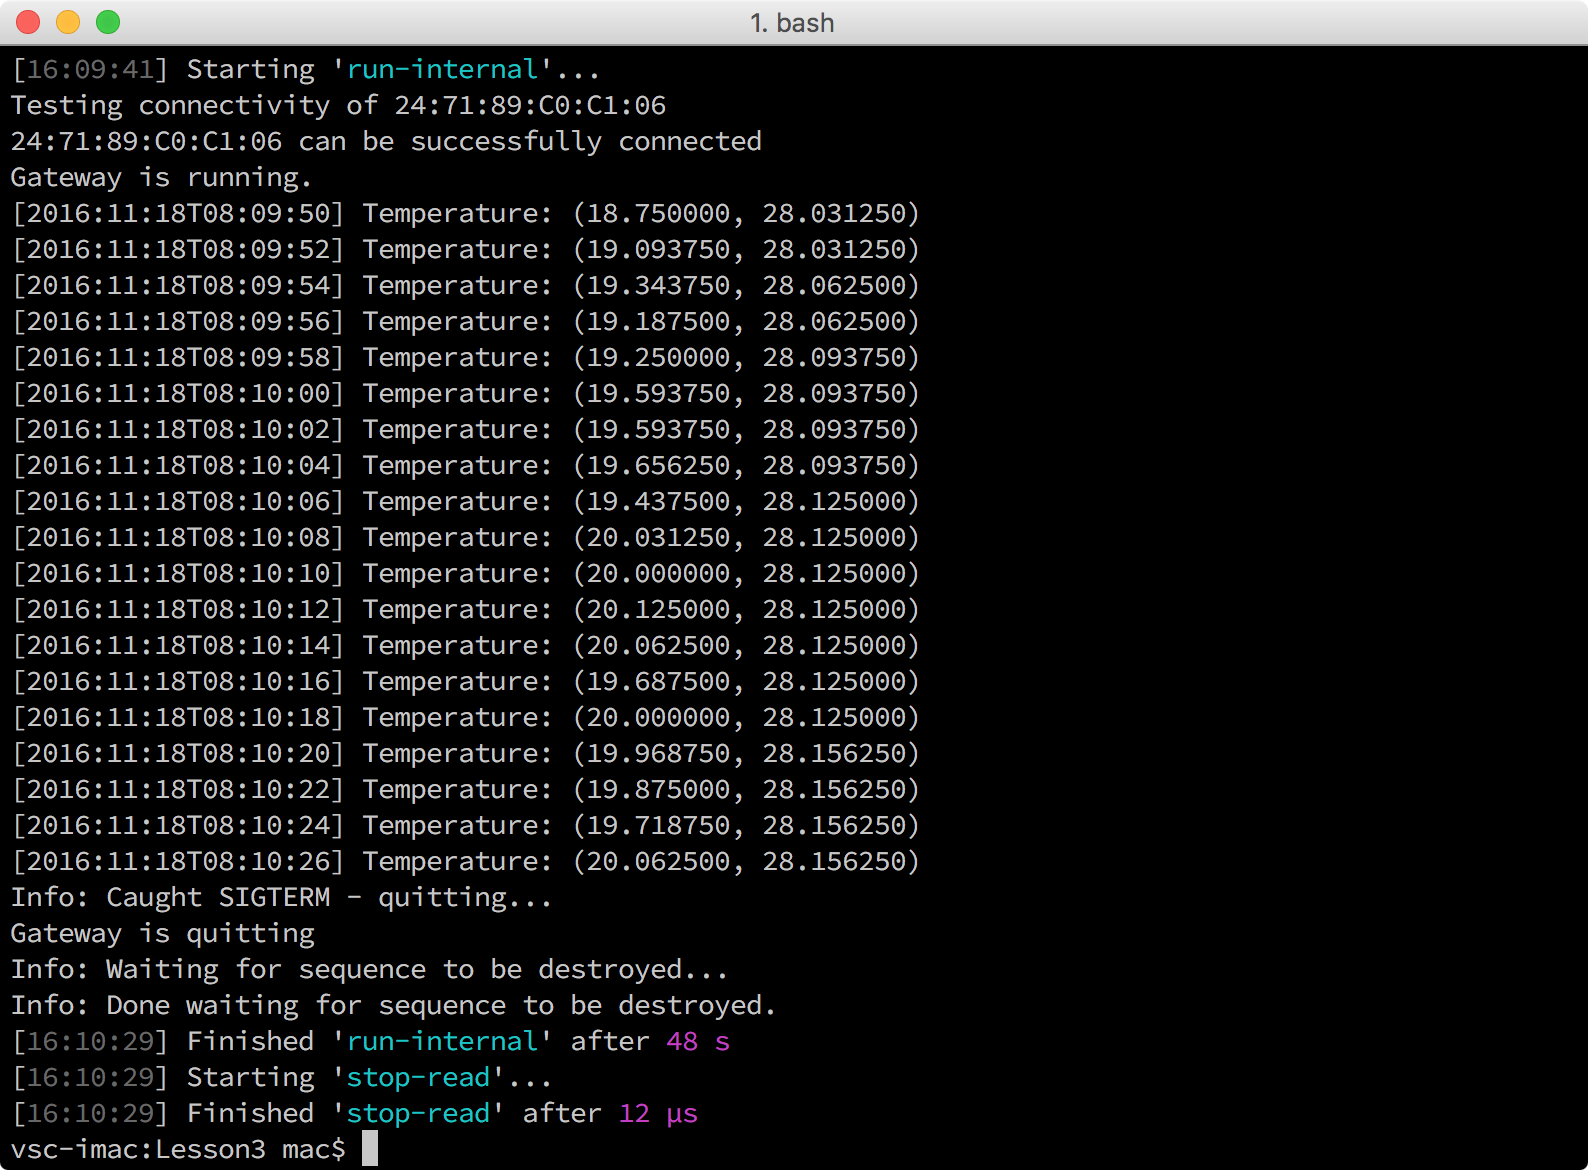 1. bash
[16:09:41] Starting 'run-internal'...
Testing connectivity of 24:71:89:C0:C1:06
24:71:89:C0:C1:06 can be successfully connected
Gateway is running.
[2016:11:18T08:09:50] Temperature: (18.750000, 28.031250)
[2016:11:18T08:09:52] Temperature: (19.093750, 28.031250)
[2016:11:18T08:09:54] Temperature: (19.343750, 28.062500)
[2016:11:18T08:09:56] Temperature: (19.187500, 28.062500)
[2016:11:18T08:09:58] Temperature: (19.250000, 28.093750)
[2016:11:18T08:10:00] Temperature: (19.593750, 28.093750)
[2016:11:18T08:10:02] Temperature: (19.593750, 28.093750)
[2016:11:18T08:10:04] Temperature: (19.656250, 28.093750)
[2016:11:18T08:10:06] Temperature: (19.437500, 28.125000)
[2016:11:18T08:10:08] Temperature: (20.031250, 28.125000)
[2016:11:18T08:10:10] Temperature: (20.000000, 28.125000)
[2016:11:18T08:10:12] Temperature: (20.125000, 28.125000)
[2016:11:18T08:10:14] Temperature: (20.062500, 28.125000)
[2016:11:18T08:10:16] Temperature: (19.687500, 28.125000)
[2016:11:18T08:10:18] Temperature: (20.000000, 28.125000)
[2016:11:18T08:10:20] Temperature: (19.968750, 28.156250)
[2016:11:18T08:10:22] Temperature: (19.875000, 28.156250)
[2016:11:18T08:10:24] Temperature: (19.718750, 28.156250)
[2016:11:18T08:10:26] Temperature: (20.062500, 28.156250)
Info: Caught SIGTERM - quitting...
Gateway is quitting
Info: Waiting for sequence to be destroyed...
Info: Done waiting for sequence to be destroyed.
[16:10:29] Finished 'run-internal' after 48 s
[16:10:29] Starting 'stop-read'...
[16:10:29] Finished 'stop-read' after 12 μs
vsc-imac:Lesson3 mac$